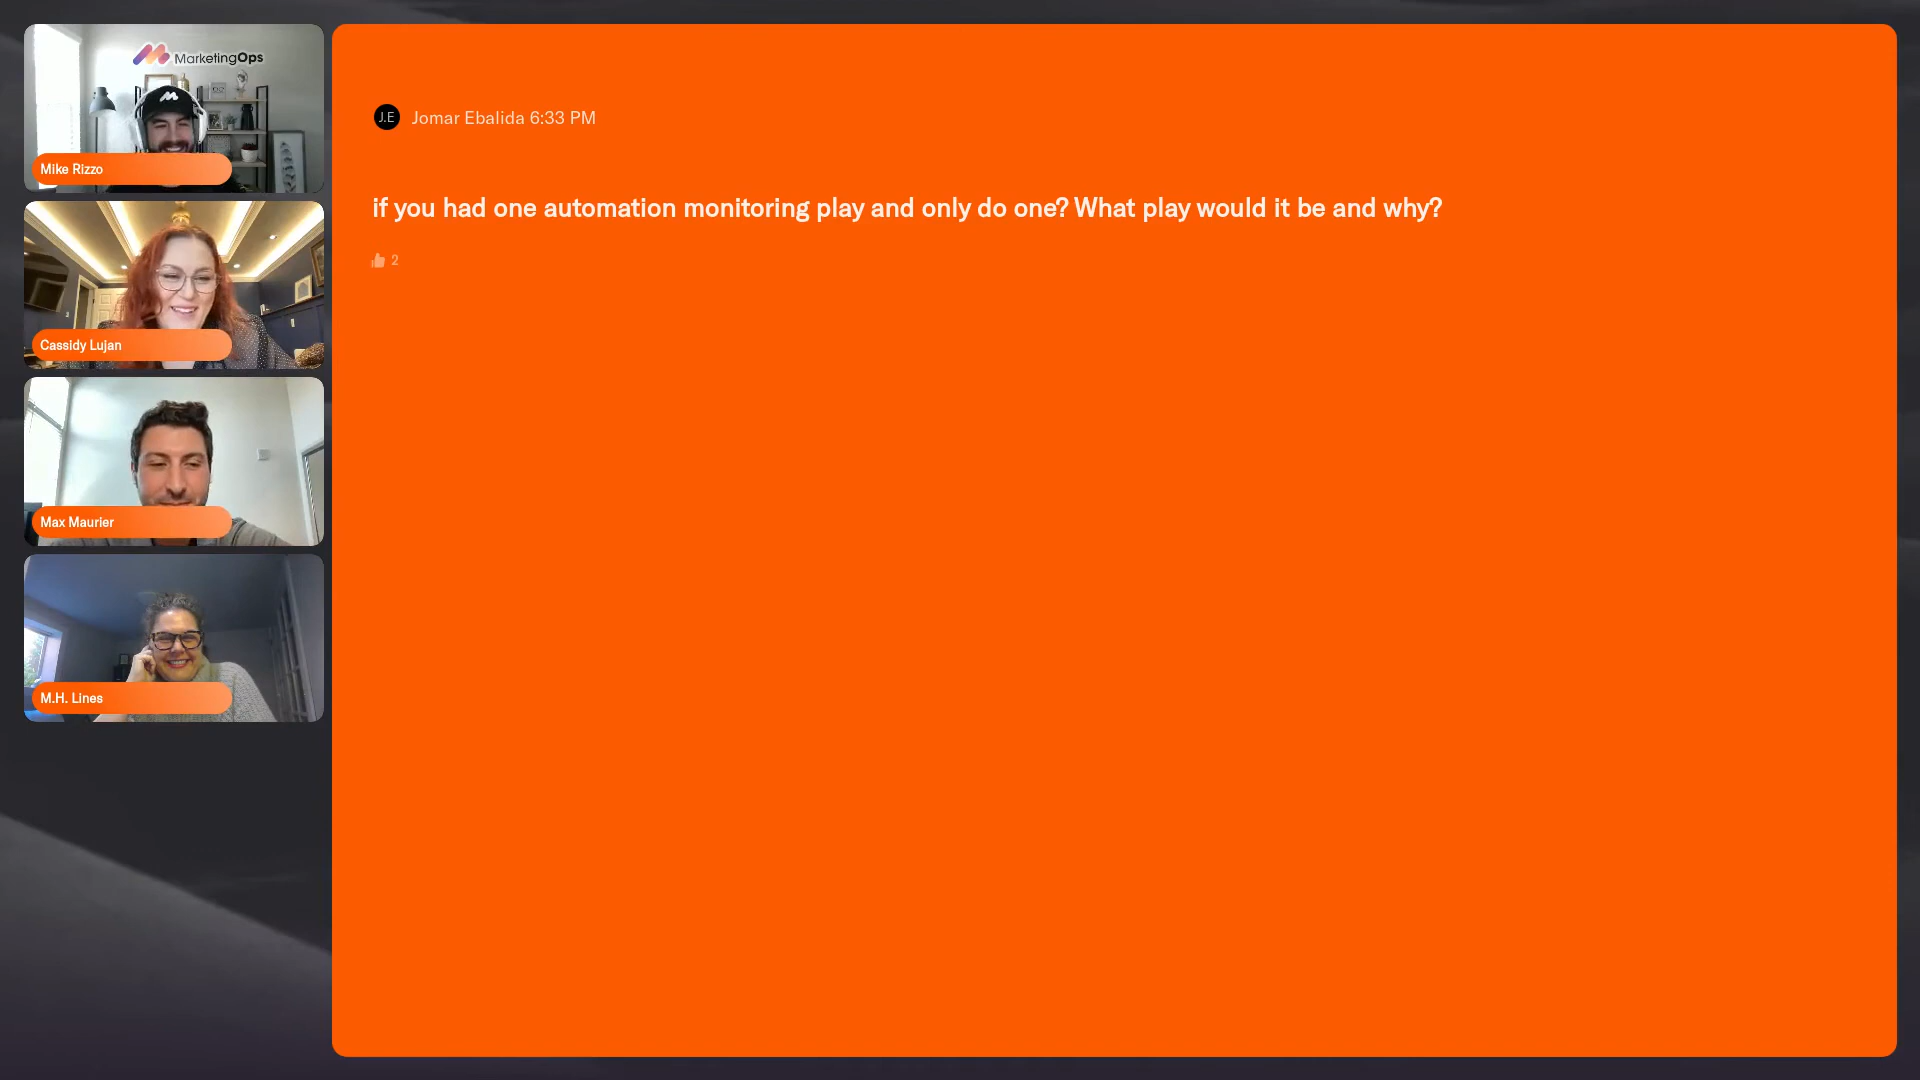 MarketingOps
Mike Rizzo
Cassidy Lujan
Max Maurier
M.H. Lines
J.E Jomar Ebalida 6:33 PM
if you had one automation monitoring play and only do one? What play would it be and why?
2